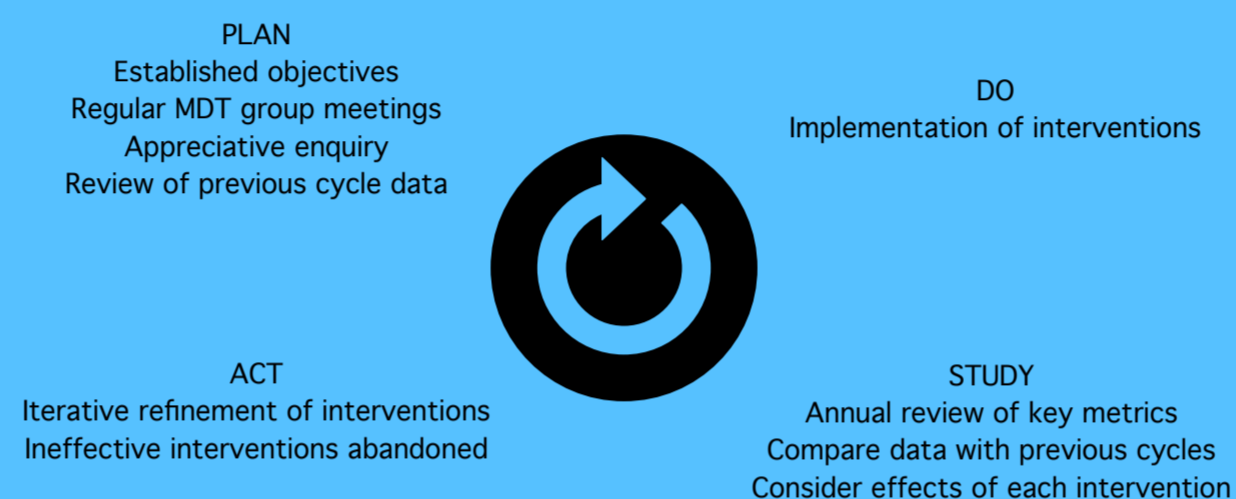 PLAN
Established objectives
Regular MDT group meetings
Appreciative enquiry
Review of previous cycle data
DO
Implementation of interventions
ACT
Iterative refinement of interventions
Ineffective interventions abandoned
STUDY
Annual review of key metrics
Compare data with previous cycles
Consider effects of each intervention